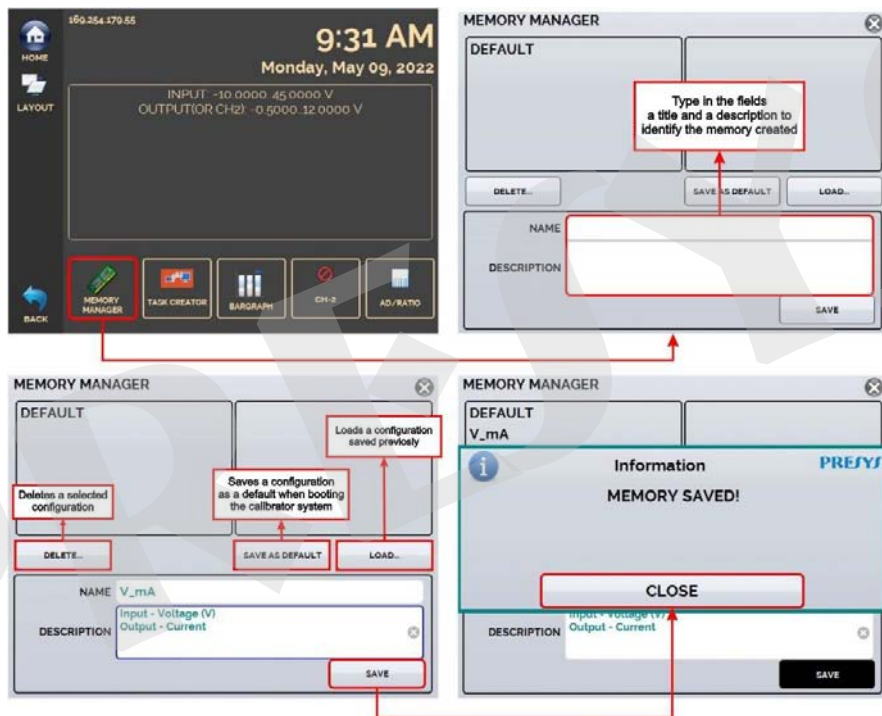 169.254.179.55
9:31 AM
Monday, May 09, 2022
HOME
LAYOUT
INPUT: -10.0000..45.0000 V
OUTPUT(OR CH2): -0.5000..12.0000 V
MEMORY
MANAGER
TASK CREATOR
BARGRAPH
CH-2
AD/RATIO
BACK
MEMORY MANAGER
DEFAULT
Type in the fields
a title and a description to
identify the memory created
DELETE...
SAVE AS DEFAULT
LOAD...
NAME
DESCRIPTION
SAVE
MEMORY MANAGER
DEFAULT
Loads a configuration
saved previosly
Deletes a selected
configuration
Saves a configuration
as a default when booting
the calibrator system
DELETE...
SAVE AS DEFAULT
LOAD...
NAME
V_mA
DESCRIPTION
Input - Voltage (V)
Output - Current
SAVE
MEMORY MANAGER
DEFAULT
V_mA
Information
PRESYS
MEMORY SAVED!
CLOSE
DESCRIPTION
Input - Voltage (V)
Output - Current
SAVE